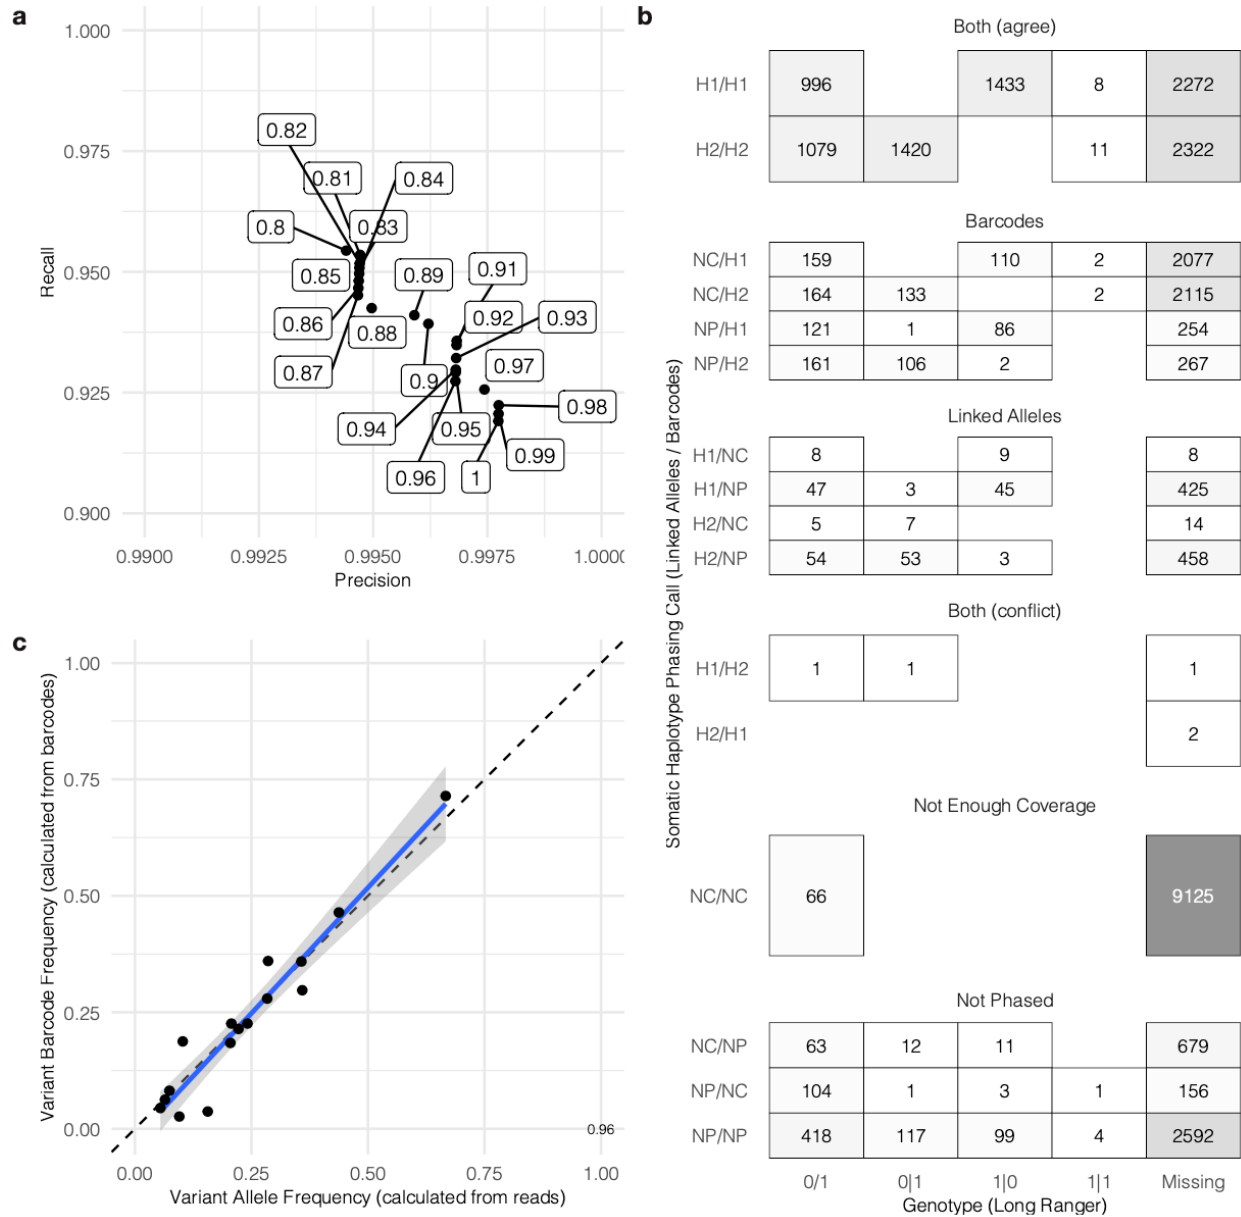 a
1.000
0.975
0.950
0.925
0.900
Recall
0.82
0.81
0.84
0.8
0.83
0.85
0.89
0.91
0.86
0.88
0.92
0.93
0.87
0.9
0.97
0.94
0.95
0.98
0.96
1
0.99
0.9900
0.9925
0.9950
0.9975
1.0000
Precision
b
Somatic Haplotype Phasing Call (Linked Alleles / Barcodes)
Both (agree)
H1/H1 996 1433 8 2272
H2/H2 1079 1420 11 2322
Barcodes
NC/H1 159 110 2 2077
NC/H2 164 133 2 2115
NP/H1 121 1 86 254
NP/H2 161 106 2 267
Linked Alleles
H1/NC 8 9 8
H1/NP 47 3 45 425
H2/NC 5 7 14
H2/NP 54 53 3 458
Both (conflict)
H1/H2 1 1 1
H2/H1 2
Not Enough Coverage
NC/NC 66 9125
Not Phased
NC/NP 63 12 11 679
NP/NC 104 1 3 1 156
NP/NP 418 117 99 4 2592
0/1 0|1 1|0 1|1 Missing
Genotype (Long Ranger)
c
Variant Barcode Frequency (calculated from barcodes)
1.00
0.75
0.50
0.25
0.00
0.96
0.00 0.25 0.50 0.75 1.00
Variant Allele Frequency (calculated from reads)